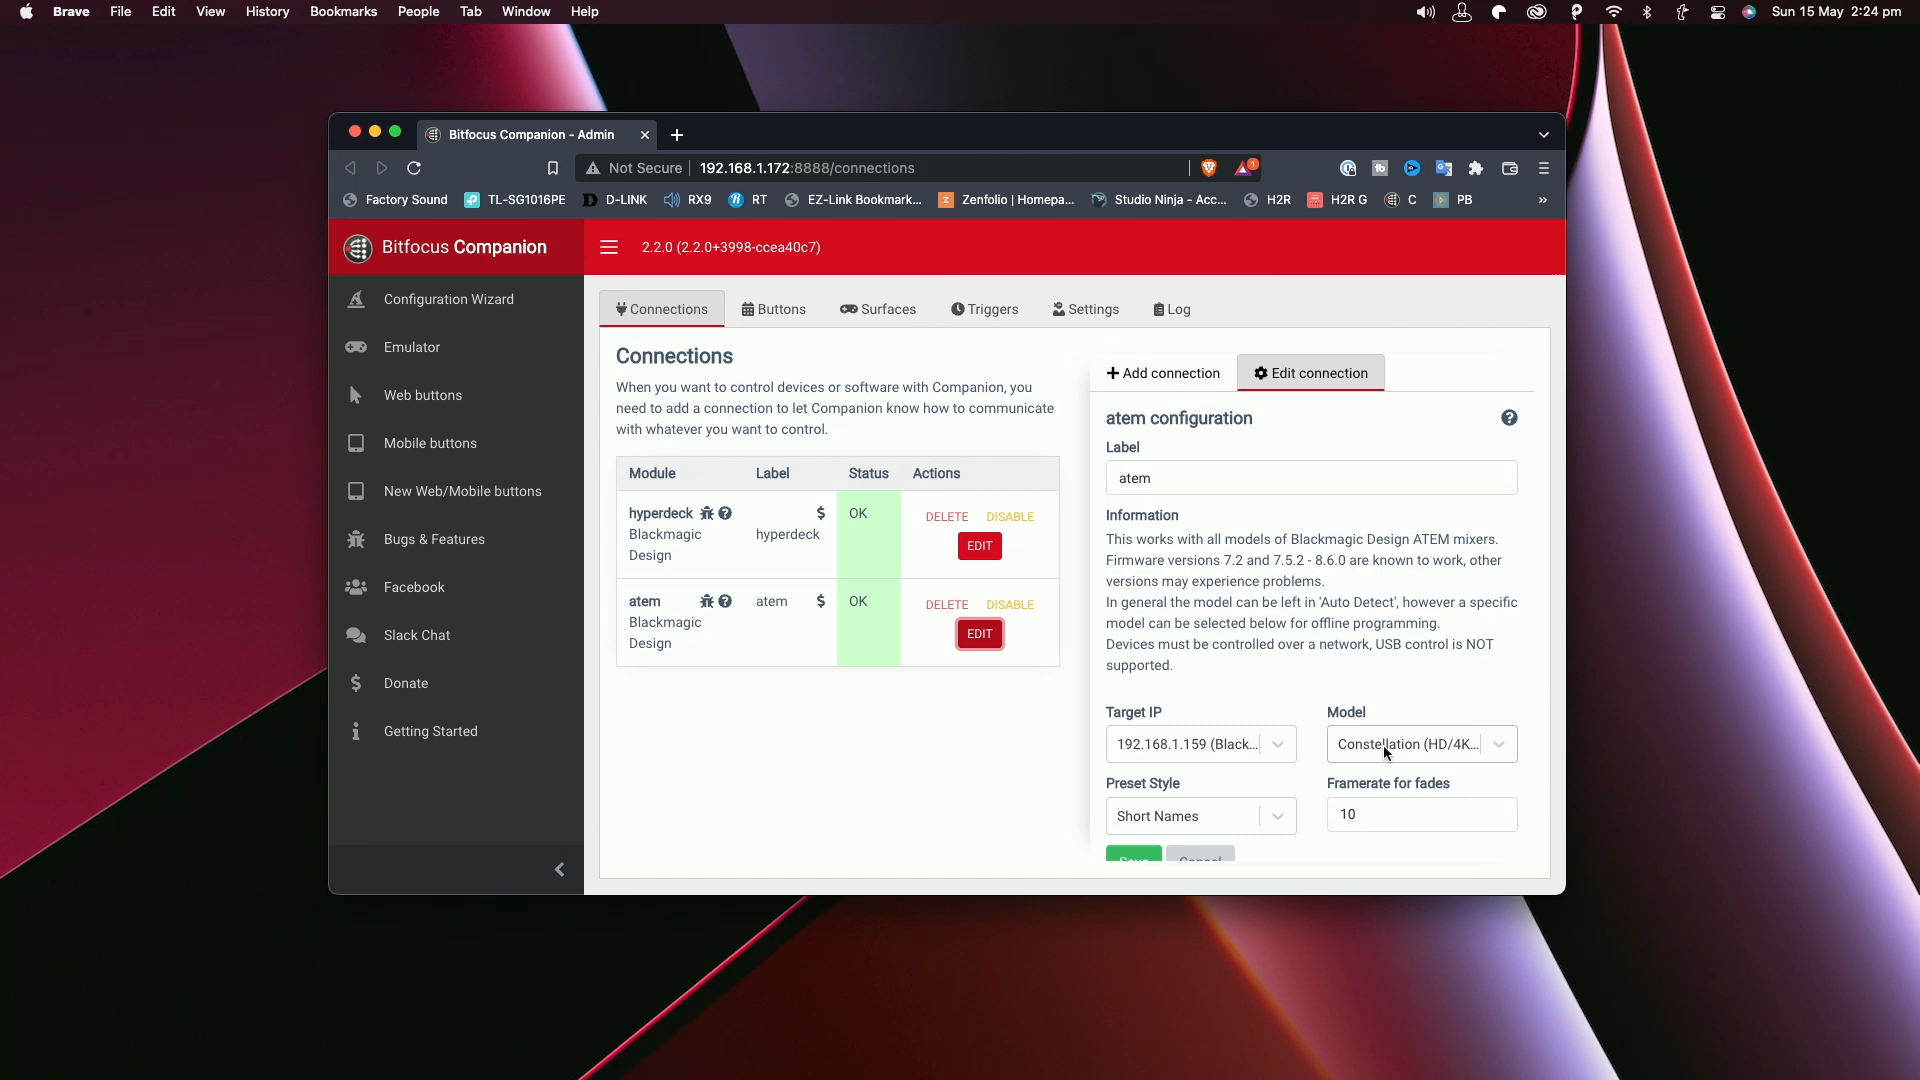 Brave File Edit View History Bookmarks People Tab Window Help Sun 15 May 2:24 pm
Bitfocus Companion - Admin
Not Secure 192.168.1.172:8888/connections 1
Factory Sound TL-SG1016PE D-LINK RX9 RT EZ-Link Bookmark... Zenfolio | Homepa... Studio Ninja - Acc... H2R H2R G C PB »
Bitfocus Companion
2.2.0 (2.2.0+3998-ccea40c7)
Configuration Wizard
Emulator
Web buttons
Mobile buttons
New Web/Mobile buttons
Bugs & Features
Facebook
Slack Chat
Donate
Getting Started
Connections Buttons Surfaces Triggers Settings Log
Connections
When you want to control devices or software with Companion, you
need to add a connection to let Companion know how to communicate
with whatever you want to control.
Module Label Status Actions
hyperdeck $ OK DELETE DISABLE
Blackmagic hyperdeck
Design EDIT
atem atem $ OK DELETE DISABLE
Blackmagic
Design EDIT
+ Add connection Edit connection
atem configuration
Label
atem
Information
This works with all models of Blackmagic Design ATEM mixers.
Firmware versions 7.2 and 7.5.2 - 8.6.0 are known to work, other
versions may experience problems.
In general the model can be left in 'Auto Detect', however a specific
model can be selected below for offline programming.
Devices must be controlled over a network, USB control is NOT
supported.
Target IP Model
192.168.1.159 (Black... Constellation (HD/4K...
Preset Style Framerate for fades
Short Names 10
Save Cancel